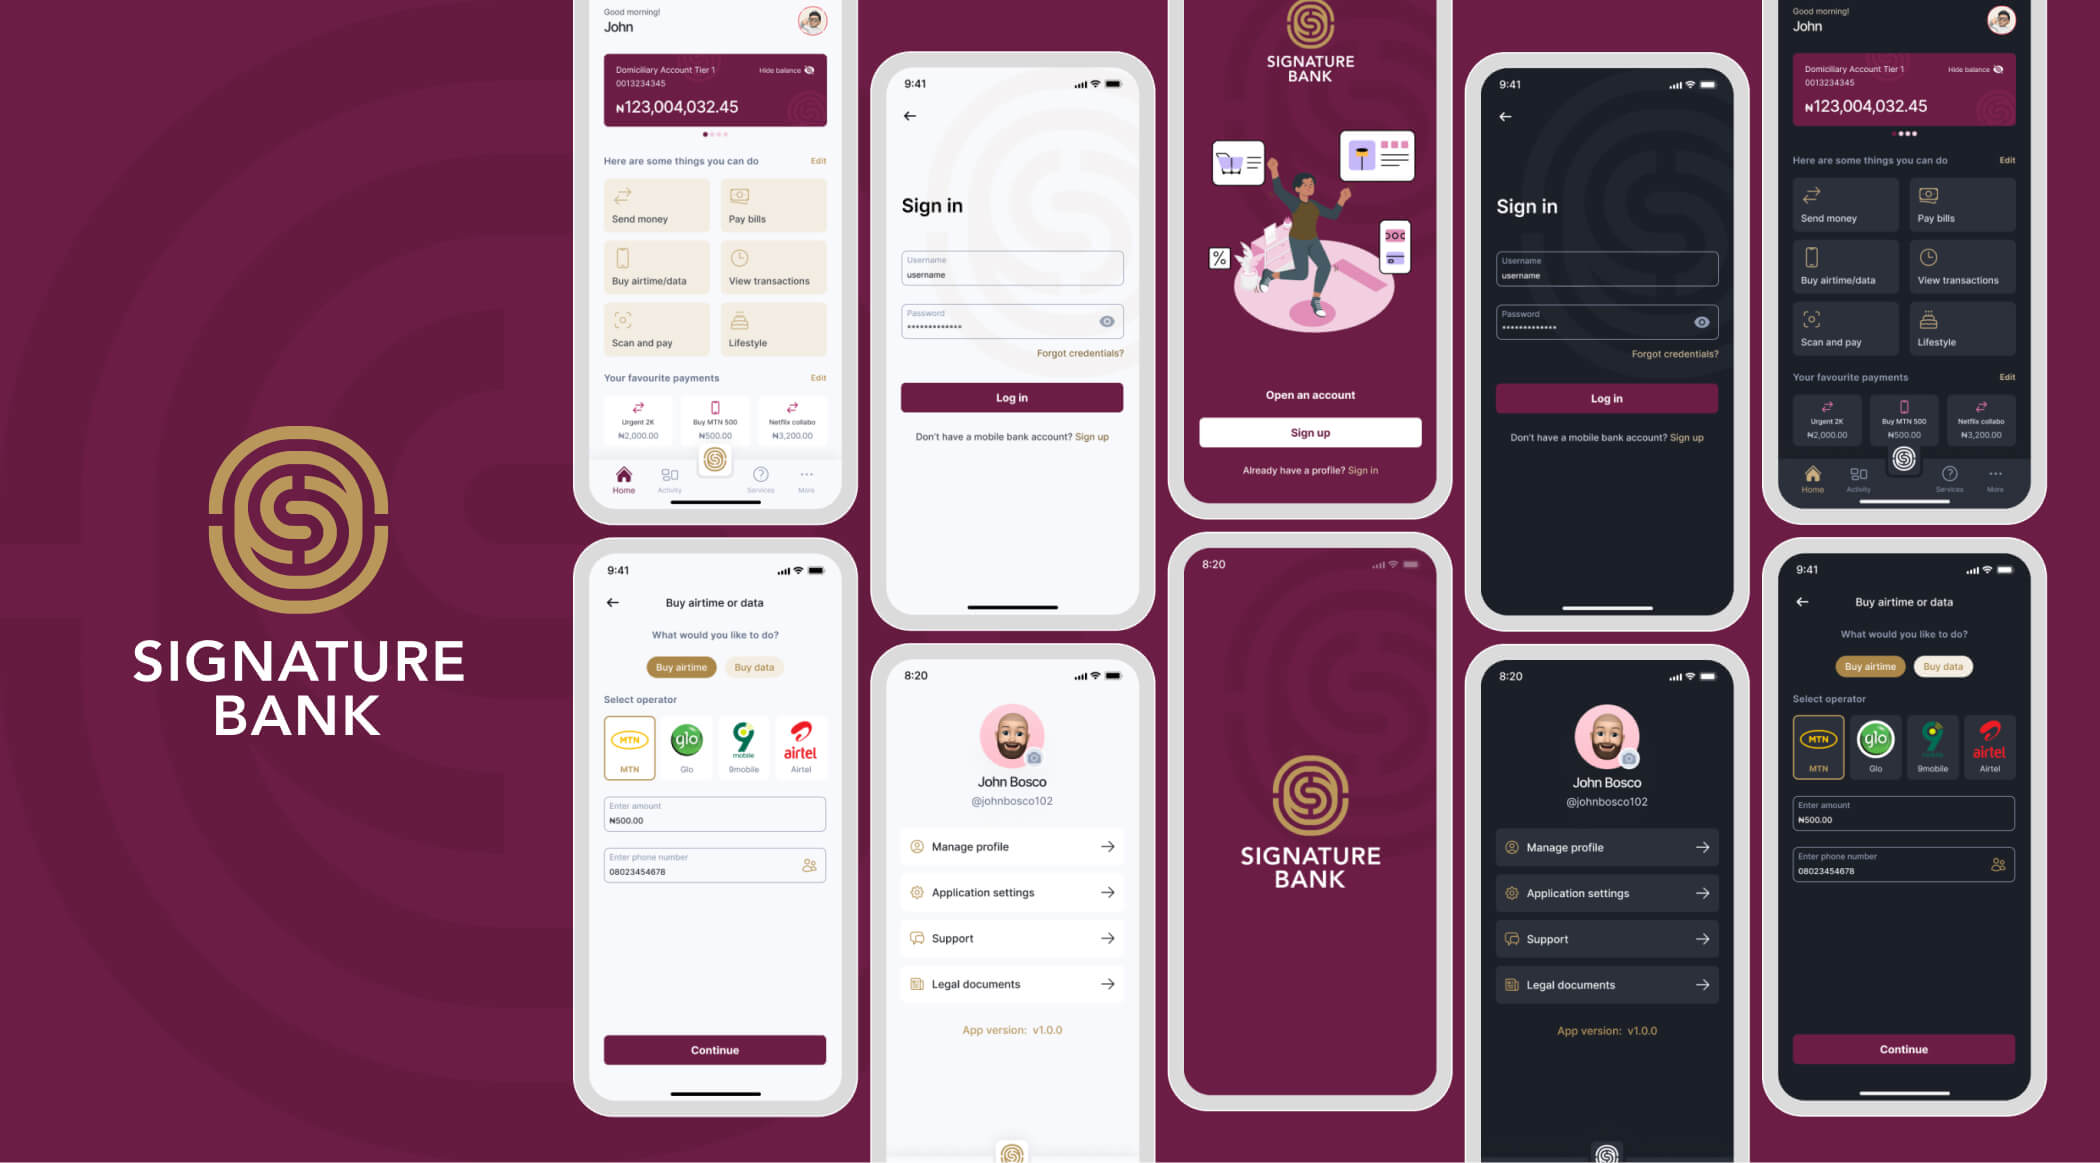 SIGNATURE
BANK
Good morning!
John
Domiciliary Account Tier 1
Hide balance
0013234345
₦123,004,032.45
Here are some things you can do
Edit
Send money
Pay bills
Buy airtime/data
View transactions
Scan and pay
Lifestyle
Your favourite payments
Edit
Urgent 2K
₦2,000.00
Buy MTN 500
₦500.00
Netflix collabo
₦3,200.00
Home
Activity
Services
More
9:41
Buy airtime or data
What would you like to do?
Buy airtime
Buy data
Select operator
MTN
MTN
glo
Glo
9
mobile
9mobile
airtel
Airtel
Enter amount
₦500.00
Enter phone number
08023454678
Continue
9:41
Sign in
Username
username
Password
*************
Forgot credentials?
Log in
Don't have a mobile bank account? Sign up
8:20
John Bosco
@johnbosco102
Manage profile
Application settings
Support
Legal documents
App version: v1.0.0
SIGNATURE
BANK
%
Open an account
Sign up
Already have a profile? Sign in
8:20
SIGNATURE
BANK
9:41
Sign in
Username
username
Password
*************
Forgot credentials?
Log in
Don't have a mobile bank account? Sign up
8:20
John Bosco
@johnbosco102
Manage profile
Application settings
Support
Legal documents
App version: v1.0.0
Good morning!
John
Domiciliary Account Tier 1
Hide balance
0013234345
₦123,004,032.45
Here are some things you can do
Edit
Send money
Pay bills
Buy airtime/data
View transactions
Scan and pay
Lifestyle
Your favourite payments
Edit
Urgent 2K
₦2,000.00
Buy MTN 500
₦500.00
Netflix collabo
₦3,200.00
Home
Activity
Services
More
9:41
Buy airtime or data
What would you like to do?
Buy airtime
Buy data
Select operator
MTN
MTN
glo
Glo
9
mobile
9mobile
airtel
Airtel
Enter amount
₦500.00
Enter phone number
08023454678
Continue